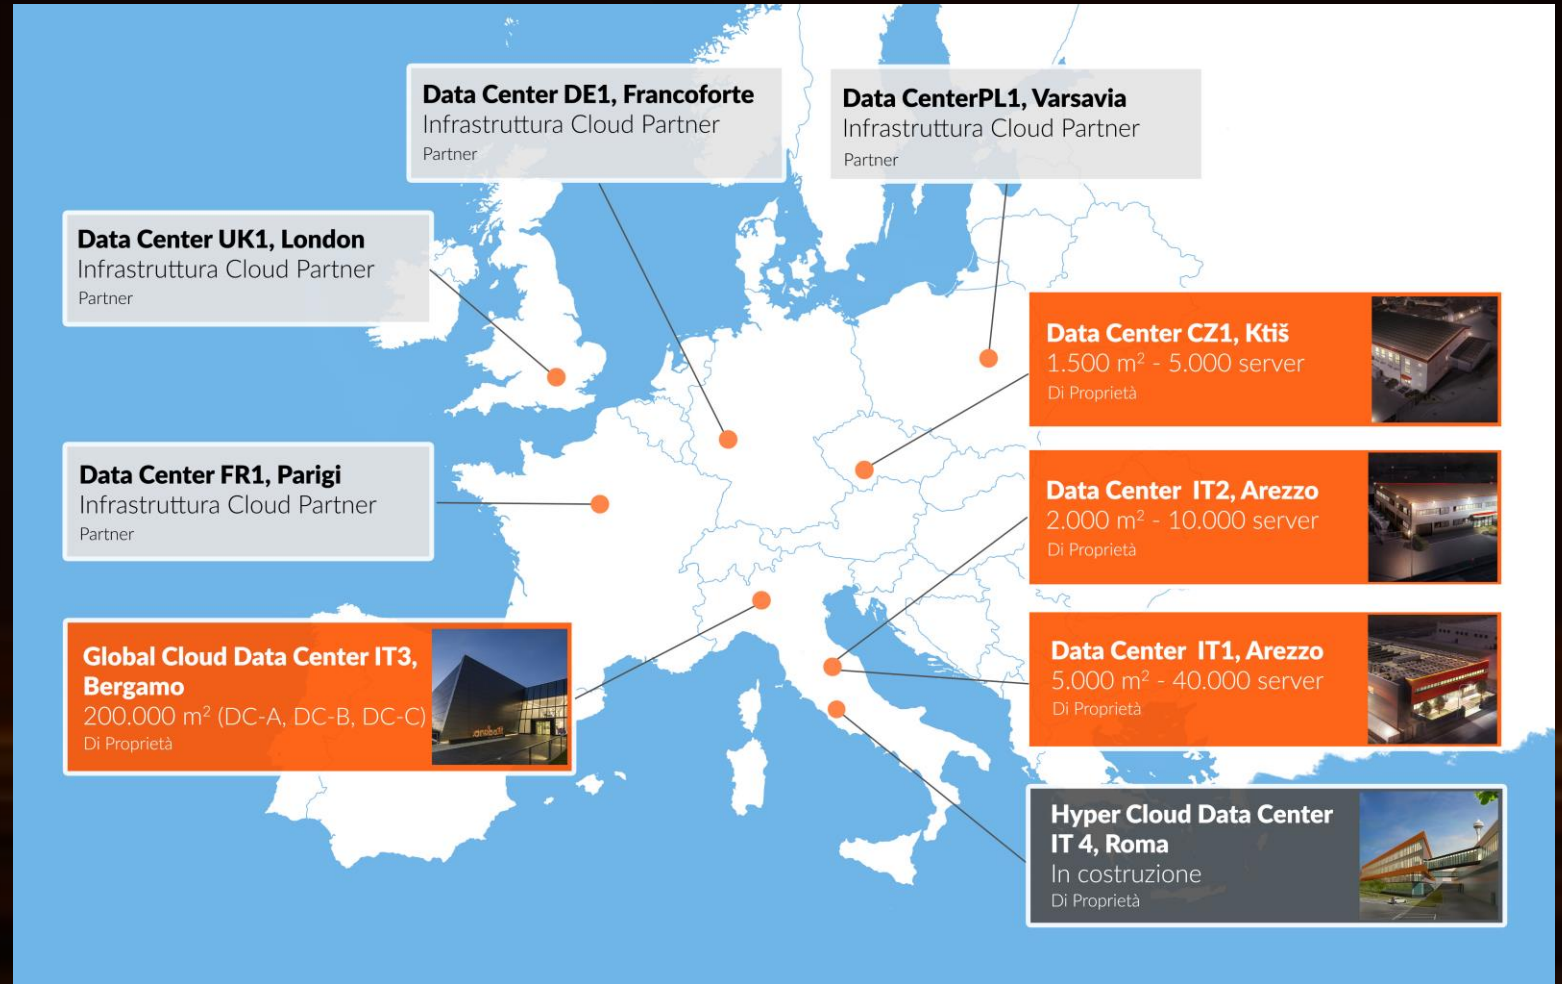 Data Center DE1, Francoforte
Infrastruttura Cloud Partner
Partner
Data CenterPL1, Varsavia
Infrastruttura Cloud Partner
Partner
Data Center UK1, London
Infrastruttura Cloud Partner
Partner
Data Center CZ1, Ktiš
1.500 m² - 5.000 server
Di Proprietà
Data Center FR1, Parigi
Infrastruttura Cloud Partner
Partner
Data Center IT2, Arezzo
2.000 m² - 10.000 server
Di Proprietà
Global Cloud Data Center IT3,
Bergamo
200.000 m² (DC-A, DC-B, DC-C)
Di Proprietà
Data Center IT1, Arezzo
5.000 m² - 40.000 server
Di Proprietà
Hyper Cloud Data Center
IT 4, Roma
In costruzione
Di Proprietà